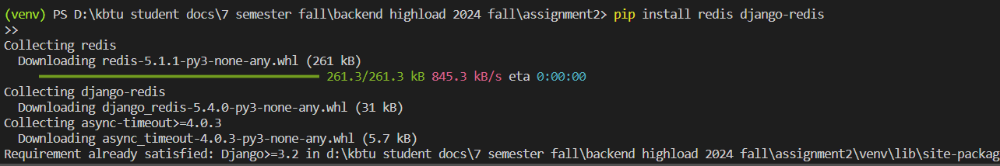 (venv) PS D:\kbtu student docs\7 semester fall\backend highload 2024 fall\assignment2> pip install redis django-redis
>>
Collecting redis
  Downloading redis-5.1.1-py3-none-any.whl (261 kB)
     261.3/261.3 kB 845.3 kB/s eta 0:00:00
Collecting django-redis
  Downloading django_redis-5.4.0-py3-none-any.whl (31 kB)
Collecting async-timeout>=4.0.3
  Downloading async_timeout-4.0.3-py3-none-any.whl (5.7 kB)
Requirement already satisfied: Django>=3.2 in d:\kbtu student docs\7 semester fall\backend highload 2024 fall\assignment2\venv\lib\site-packag